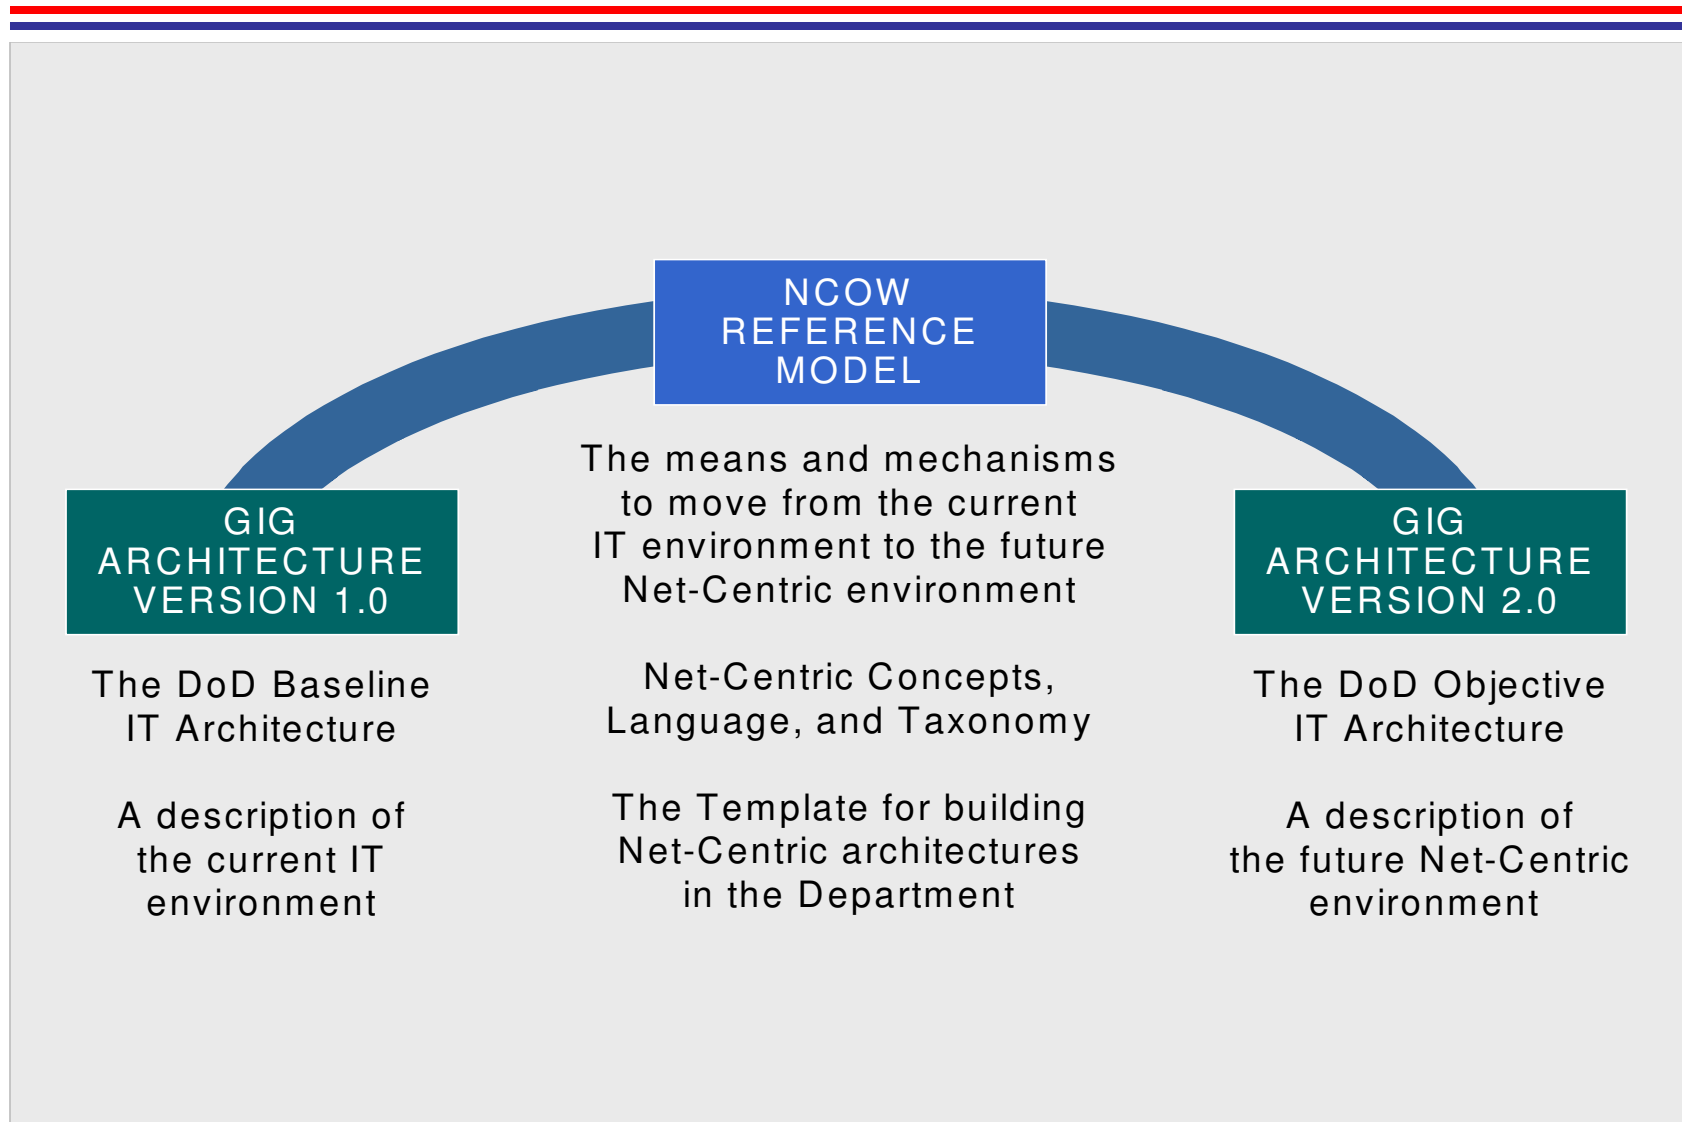 NCOW
REFERENCE
MODEL
The means and mechanisms
to move from the current
IT environment to the future
Net-Centric environment
Net-Centric Concepts,
Language, and Taxonomy
The Template for building
Net-Centric architectures
in the Department
GIG
ARCHITECTURE
VERSION 1.0
The DoD Baseline
IT Architecture
A description of
the current IT
environment
GIG
ARCHITECTURE
VERSION 2.0
The DoD Objective
IT Architecture
A description of
the future Net-Centric
environment